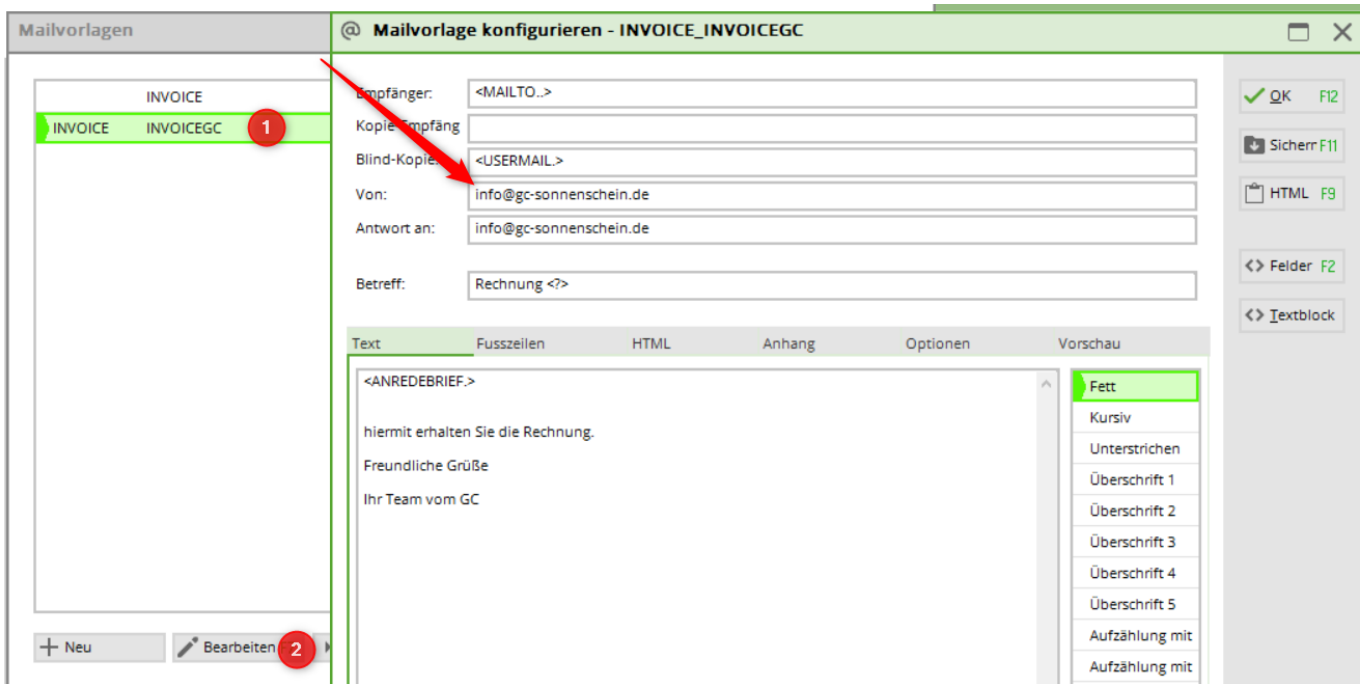 Mailvorlagen
@ Mailvorlage konfigurieren - INVOICE_INVOICEGC
INVOICE
INVOICE INVOICEGC 1
Neu
Bearbeiten 2
Empfänger: <MAILTO..>
Kopie Empfäng
Blind-Kopie: <USERMAIL.>
Von: info@gc-sonnenschein.de
Antwort an: info@gc-sonnenschein.de
Betreff: Rechnung <?>
Text Fusszeilen HTML Anhang Optionen Vorschau
<ANREDEBRIEF.>
hiermit erhalten Sie die Rechnung.
Freundliche Grüße
Ihr Team vom GC
Fett
Kursiv
Unterstrichen
Überschrift 1
Überschrift 2
Überschrift 3
Überschrift 4
Überschrift 5
Aufzählung mit
Aufzählung mit
OK F12
Sicherr F11
HTML F9
<> Felder F2
<> Textblock